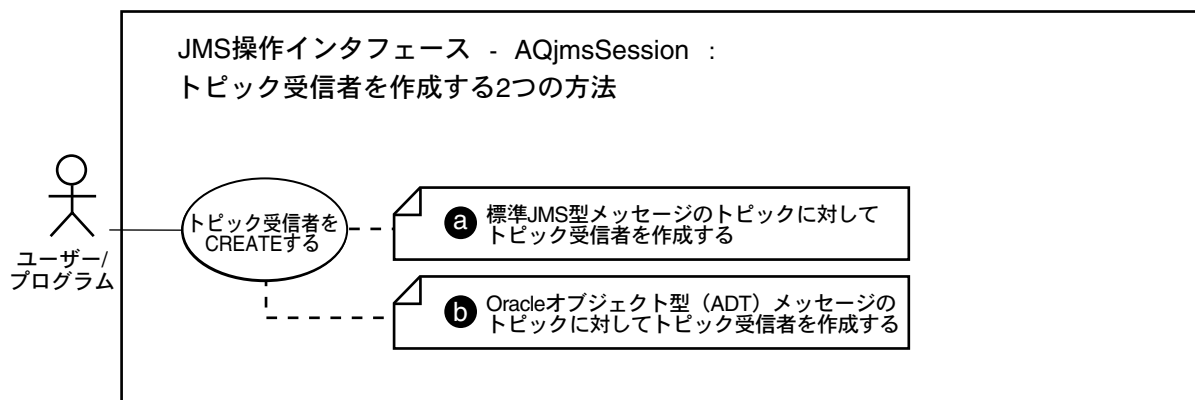 JMS操作インタフェース - AQjmsSession :
トピック受信者を作成する2つの方法
ユーザー/
プログラム
トピック受信者を
CREATEする
a 標準JMS型メッセージのトピックに対して
トピック受信者を作成する
b Oracleオブジェクト型（ADT）メッセージの
トピックに対してトピック受信者を作成する